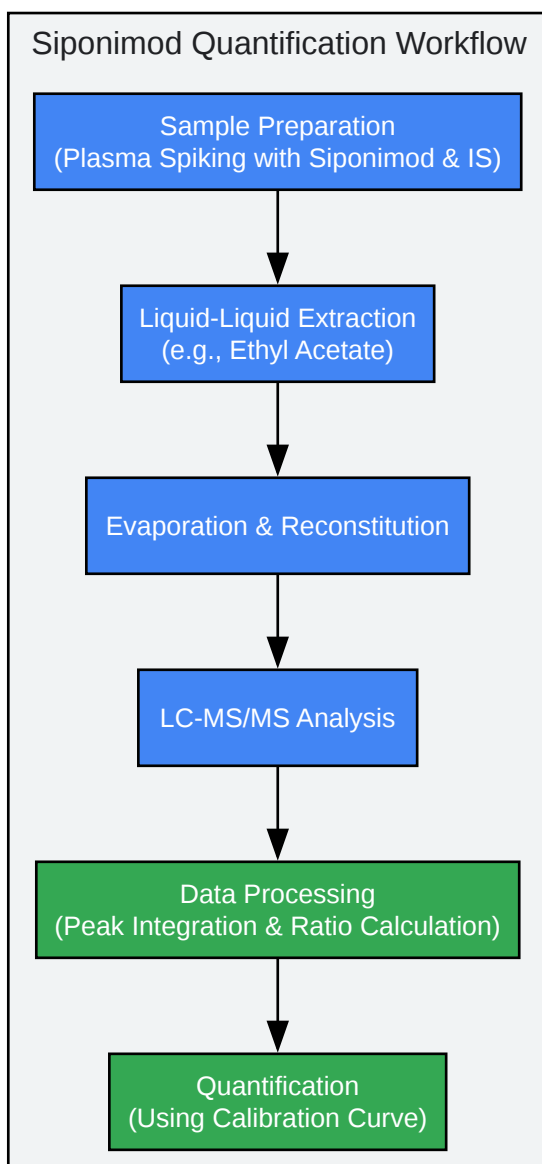 Siponimod Quantification Workflow
Sample Preparation
(Plasma Spiking with Siponimod & IS)
Liquid-Liquid Extraction
(e.g., Ethyl Acetate)
Evaporation & Reconstitution
LC-MS/MS Analysis
Data Processing
(Peak Integration & Ratio Calculation)
Quantification
(Using Calibration Curve)